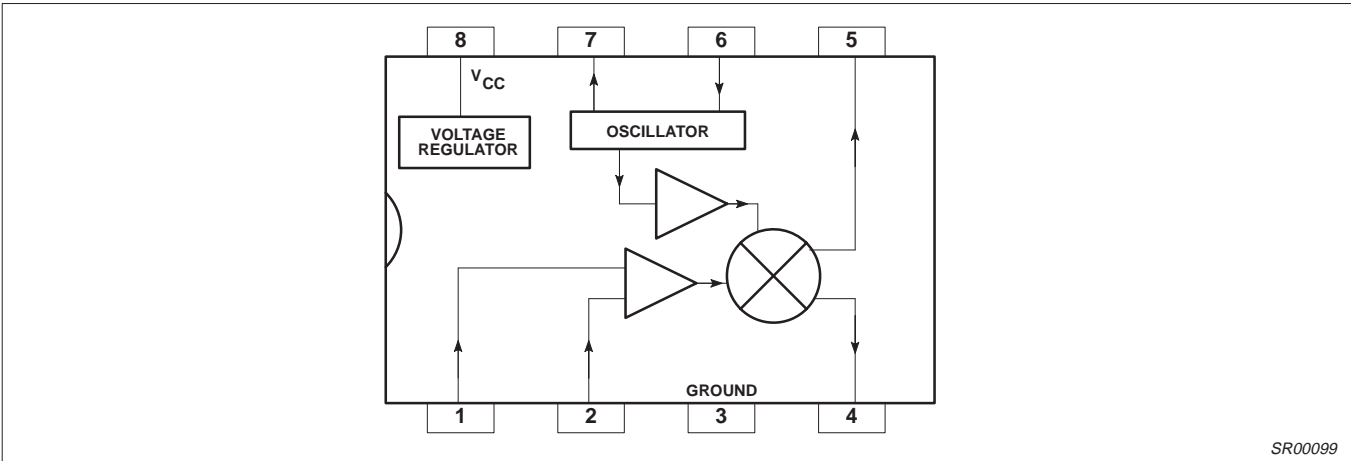 8 7 6 5
VCC
VOLTAGE
REGULATOR
OSCILLATOR
GROUND
1 2 3 4
SR00099